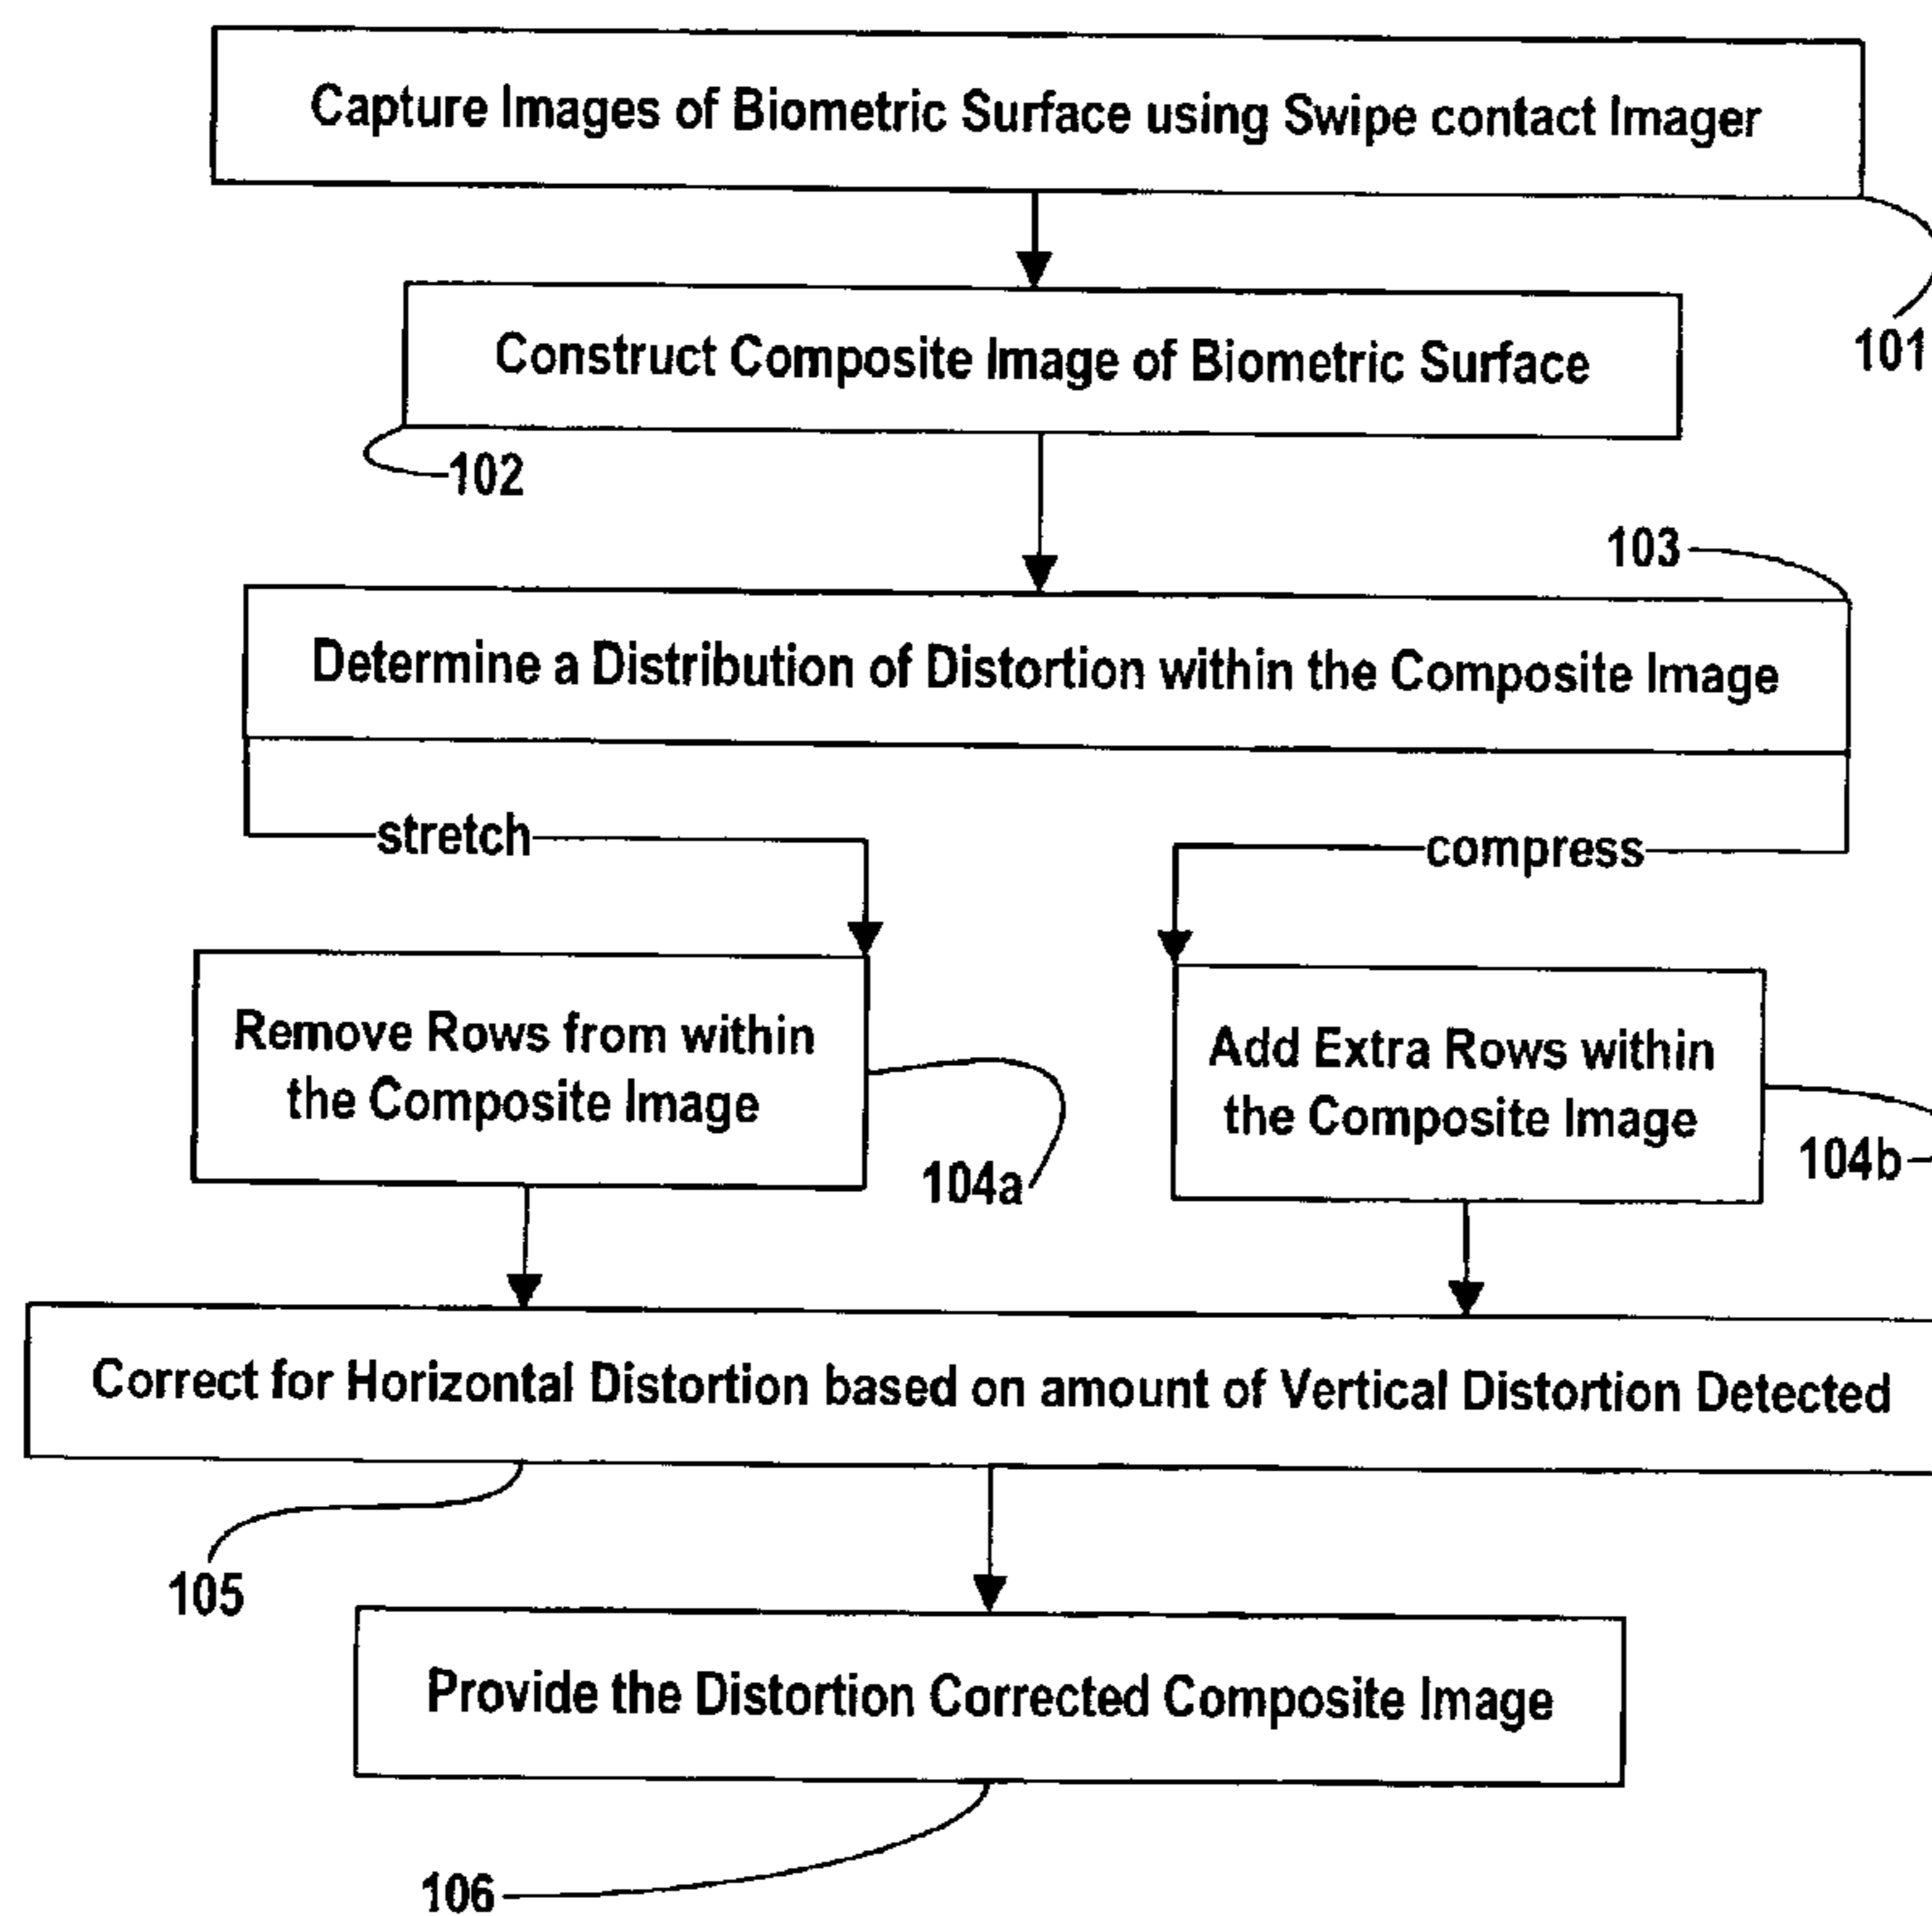 Capture Images of Biometric Surface using Swipe contact Imager
101
Construct Composite Image of Biometric Surface
102
103
Determine a Distribution of Distortion within the Composite Image
stretch
compress
Remove Rows from within
the Composite Image
104a
Add Extra Rows within
the Composite Image
104b
Correct for Horizontal Distortion based on amount of Vertical Distortion Detected
105
Provide the Distortion Corrected Composite Image
106